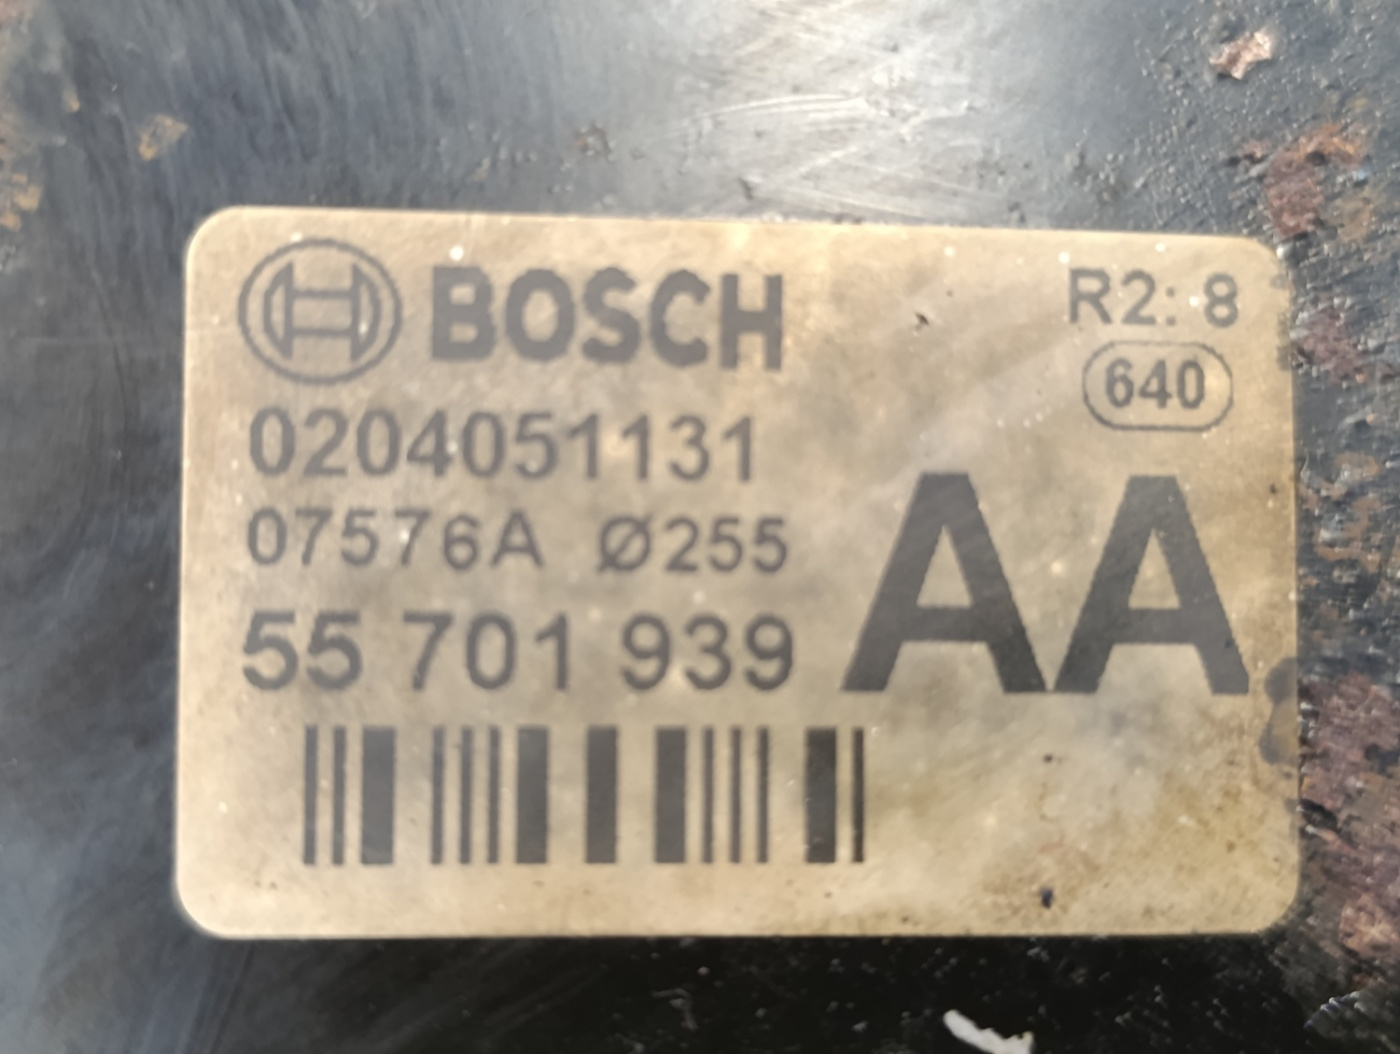 BOSCH
R2: 8
640
0204051131
07576A Ø255
55 701 939
AA